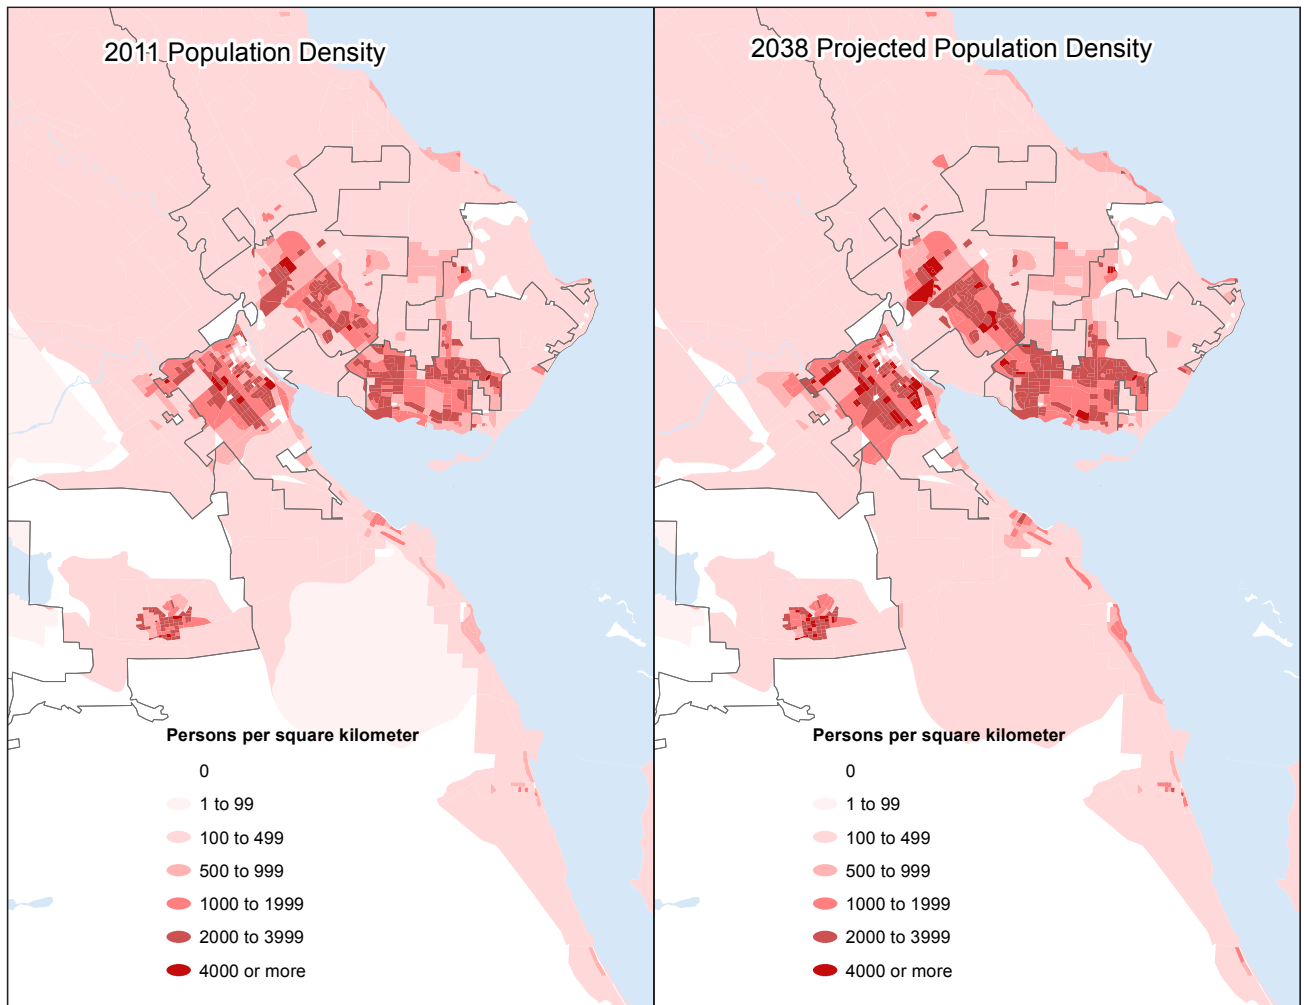 2011 Population Density
Persons per square kilometer
0
1 to 99
100 to 499
500 to 999
1000 to 1999
2000 to 3999
4000 or more
2038 Projected Population Density
Persons per square kilometer
0
1 to 99
100 to 499
500 to 999
1000 to 1999
2000 to 3999
4000 or more